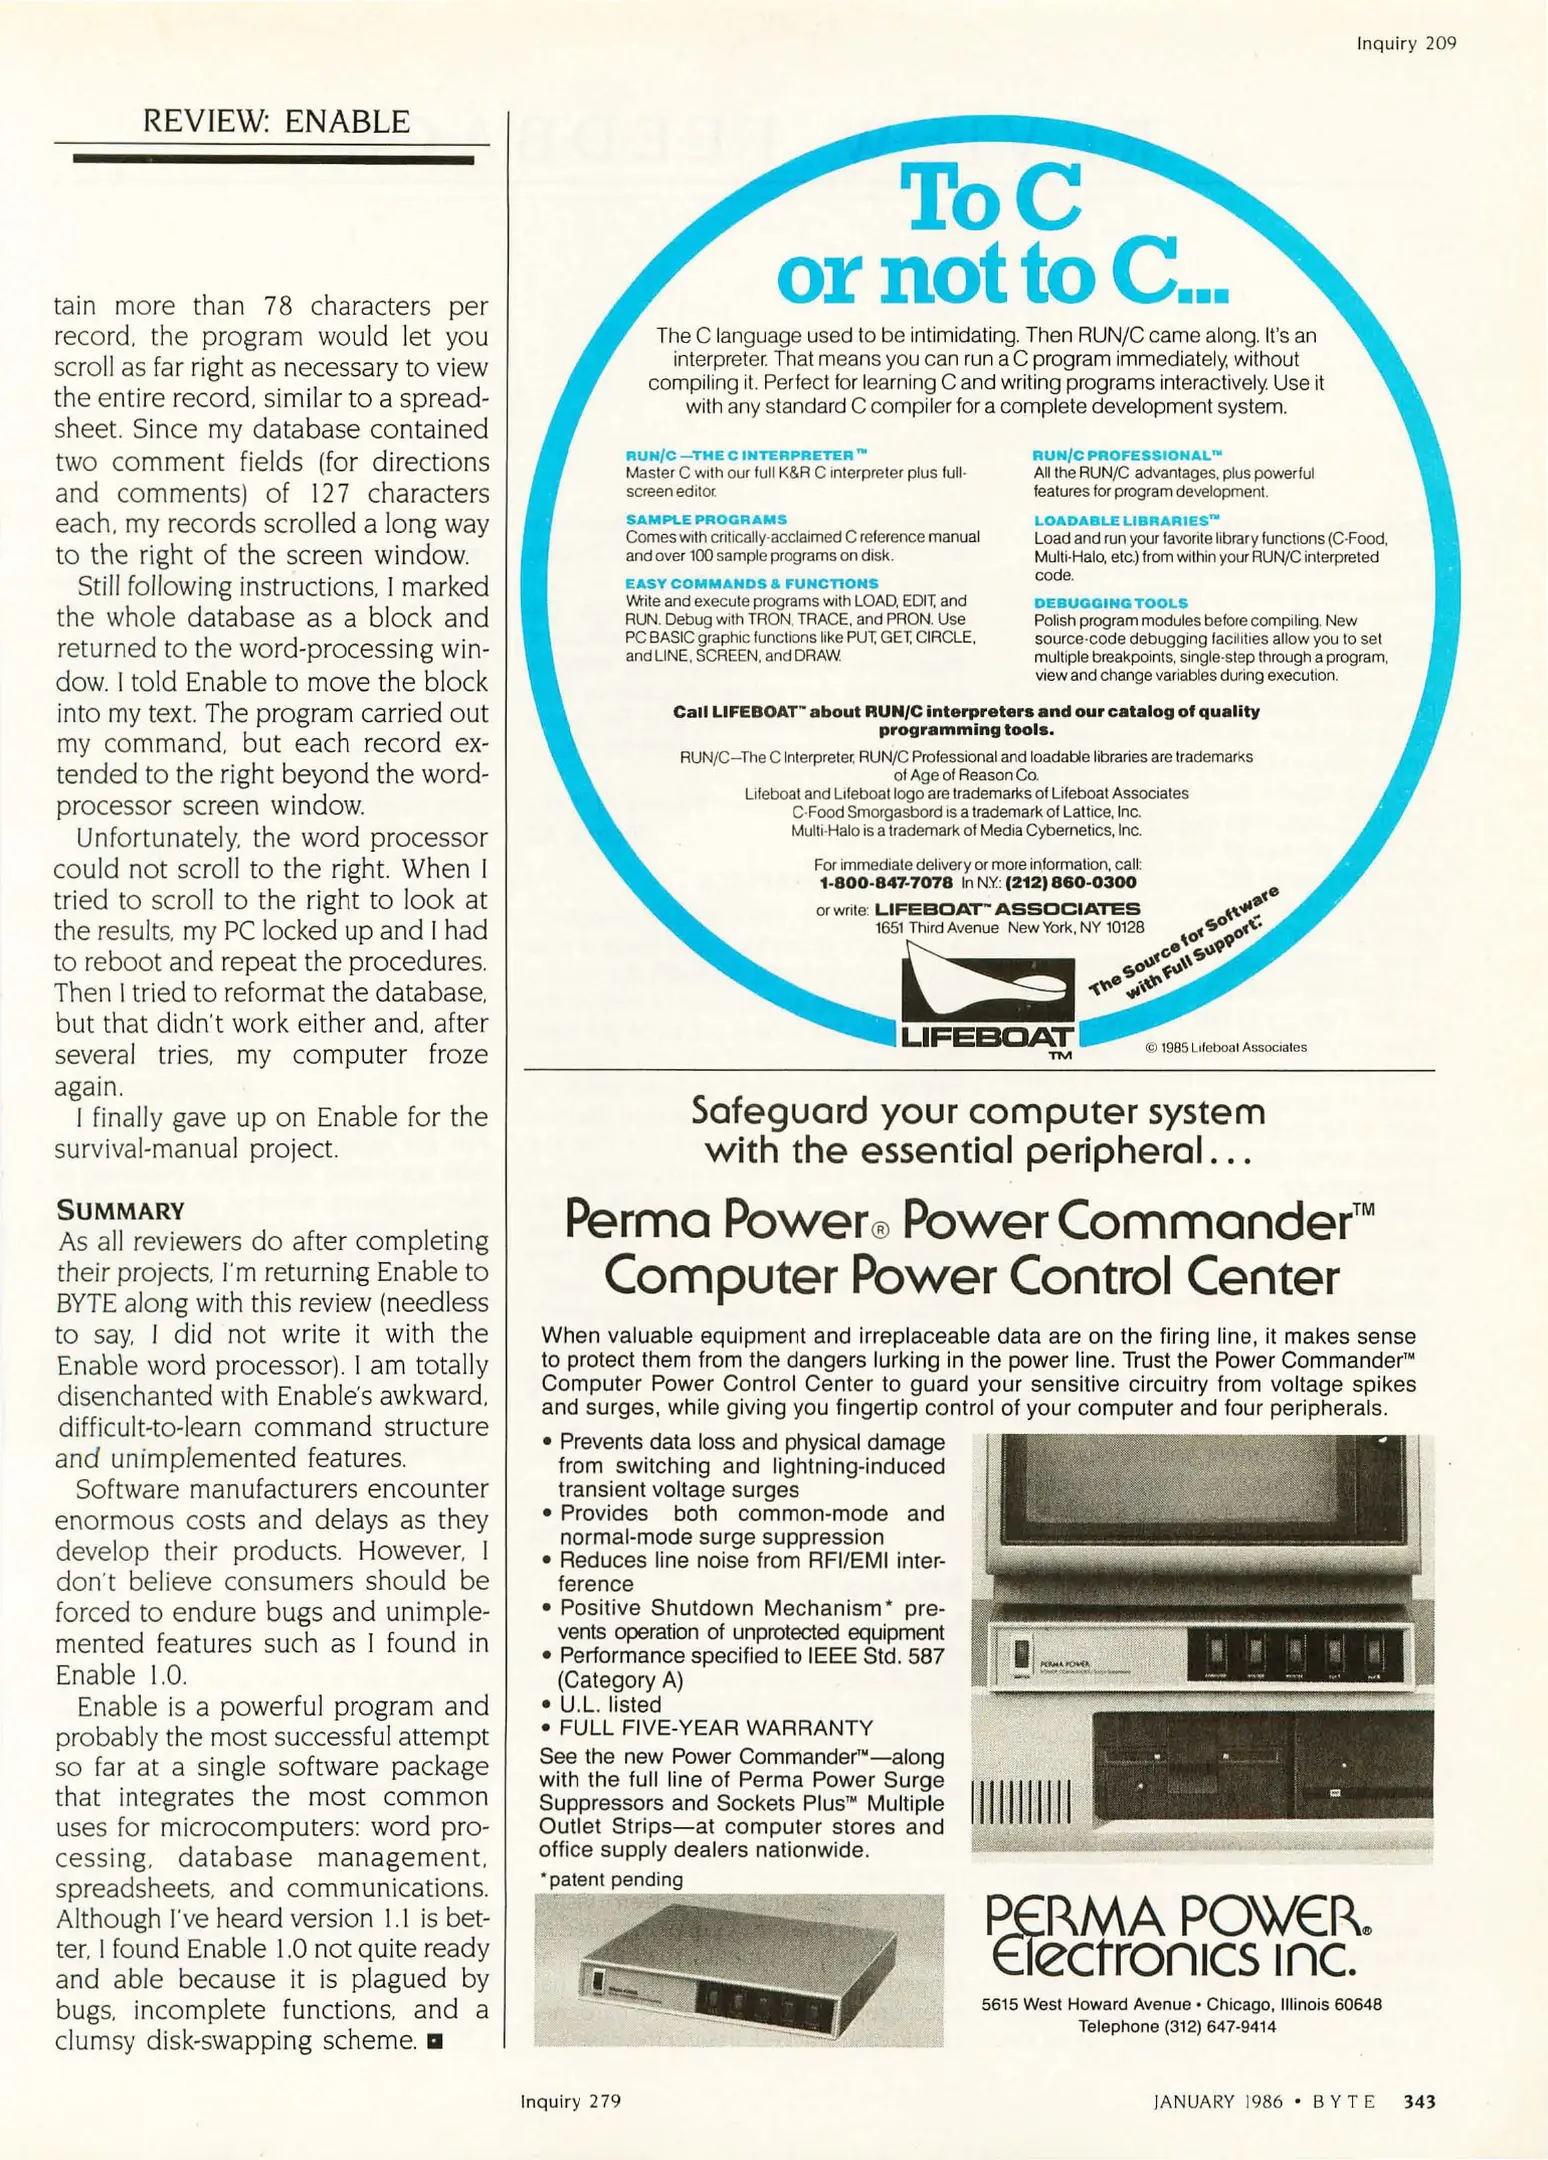 Inquiry 209
REVIEW: ENABLE
tain more than 78 characters per
record, the program would let you
scroll as far right as necessary to view
the entire record, similar to a spread-
sheet. Since my database contained
two comment fields (for directions
and comments) of 127 characters
each, my records scrolled a long way
to the right of the screen window.
Still following instructions, I marked
the whole database as a block and
returned to the word-processing win-
dow. I told Enable to move the block
into my text. The program carried out
my command, but each record ex-
tended to the right beyond the word-
processor screen window.
Unfortunately, the word processor
could not scroll to the right. When I
tried to scroll to the right to look at
the results, my PC locked up and I had
to reboot and repeat the procedures.
Then I tried to reformat the database,
but that didn't work either and, after
several tries, my computer froze
again.
I finally gave up on Enable for the
survival-manual project.
SUMMARY
As all reviewers do after completing
their projects, I'm returning Enable to
BYTE along with this review (needless
to say, I did not write it with the
Enable word processor). I am totally
disenchanted with Enable's awkward,
difficult-to-learn command structure
and unimplemented features.
Software manufacturers encounter
enormous costs and delays as they
develop their products. However, I
don't believe consumers should be
forced to endure bugs and unimple-
mented features such as I found in
Enable 1.0.
Enable is a powerful program and
probably the most successful attempt
so far at a single software package
that integrates the most common
uses for microcomputers: word pro-
cessing, database management,
spreadsheets, and communications.
Although I've heard version 1.1 is bet-
ter, I found Enable 1.0 not quite ready
and able because it is plagued by
bugs, incomplete functions, and a
clumsy disk-swapping scheme.
To C
or not to C...
The C language used to be intimidating. Then RUN/C came along. It's an
interpreter. That means you can run a C program immediately, without
compiling it. Perfect for learning C and writing programs interactively. Use it
with any standard C compiler for a complete development system.
RUN/C—THE C INTERPRETER™
Master C with our full K&R C interpreter plus full-
screen editor.
SAMPLE PROGRAMS
Comes with critically-acclaimed C reference manual
and over 100 sample programs on disk.
EASY COMMANDS & FUNCTIONS
Write and execute programs with LOAD, EDIT, and
RUN. Debug with TRON, TRACE, and PRON. Use
PC BASIC graphic functions like PUT, GET, CIRCLE,
and LINE, SCREEN, and DRAW.
RUN/C PROFESSIONAL™
All the RUN/C advantages, plus powerful
features for program development.
LOADABLE LIBRARIES™
Load and run your favorite library functions (C-Food,
Multi-Halo, etc.) from within your RUN/C interpreted
code.
DEBUGGING TOOLS
Polish program modules before compiling. New
source-code debugging facilities allow you to set
multiple breakpoints, single-step through a program,
view and change variables during execution.
Call LIFEBOAT™ about RUN/C interpreters and our catalog of quality
programming tools.
RUN/C—The C Interpreter, RUN/C Professional and loadable libraries are trademarks
of Age of Reason Co.
Lifeboat and Lifeboat logo are trademarks of Lifeboat Associates
C-Food Smorgasbord is a trademark of Lattice, Inc.
Multi-Halo is a trademark of Media Cybernetics, Inc.
For immediate delivery or more information, call:
1-800-847-7078 In N.Y.: (212) 860-0300
or write: LIFEBOAT™ ASSOCIATES
1651 Third Avenue New York, NY 10128
The Source for Software
with Full Support.™
LIFEBOAT
TM
© 1985 Lifeboat Associates
Safeguard your computer system
with the essential peripheral...
Perma Power® Power Commander™
Computer Power Control Center
When valuable equipment and irreplaceable data are on the firing line, it makes sense
to protect them from the dangers lurking in the power line. Trust the Power Commander™
Computer Power Control Center to guard your sensitive circuitry from voltage spikes
and surges, while giving you fingertip control of your computer and four peripherals.
• Prevents data loss and physical damage
from switching and lightning-induced
transient voltage surges
• Provides both common-mode and
normal-mode surge suppression
• Reduces line noise from RFI/EMI inter-
ference
• Positive Shutdown Mechanism* pre-
vents operation of unprotected equipment
• Performance specified to IEEE Std. 587
(Category A)
• U.L. listed
• FULL FIVE-YEAR WARRANTY
See the new Power Commander™—along
with the full line of Perma Power Surge
Suppressors and Sockets Plus™ Multiple
Outlet Strips—at computer stores and
office supply dealers nationwide.
*patent pending
PERMA POWER
PERMA POWER®
Electronics Inc.
5615 West Howard Avenue • Chicago, Illinois 60648
Telephone (312) 647-9414
Inquiry 279
JANUARY 1986 • BYTE 343